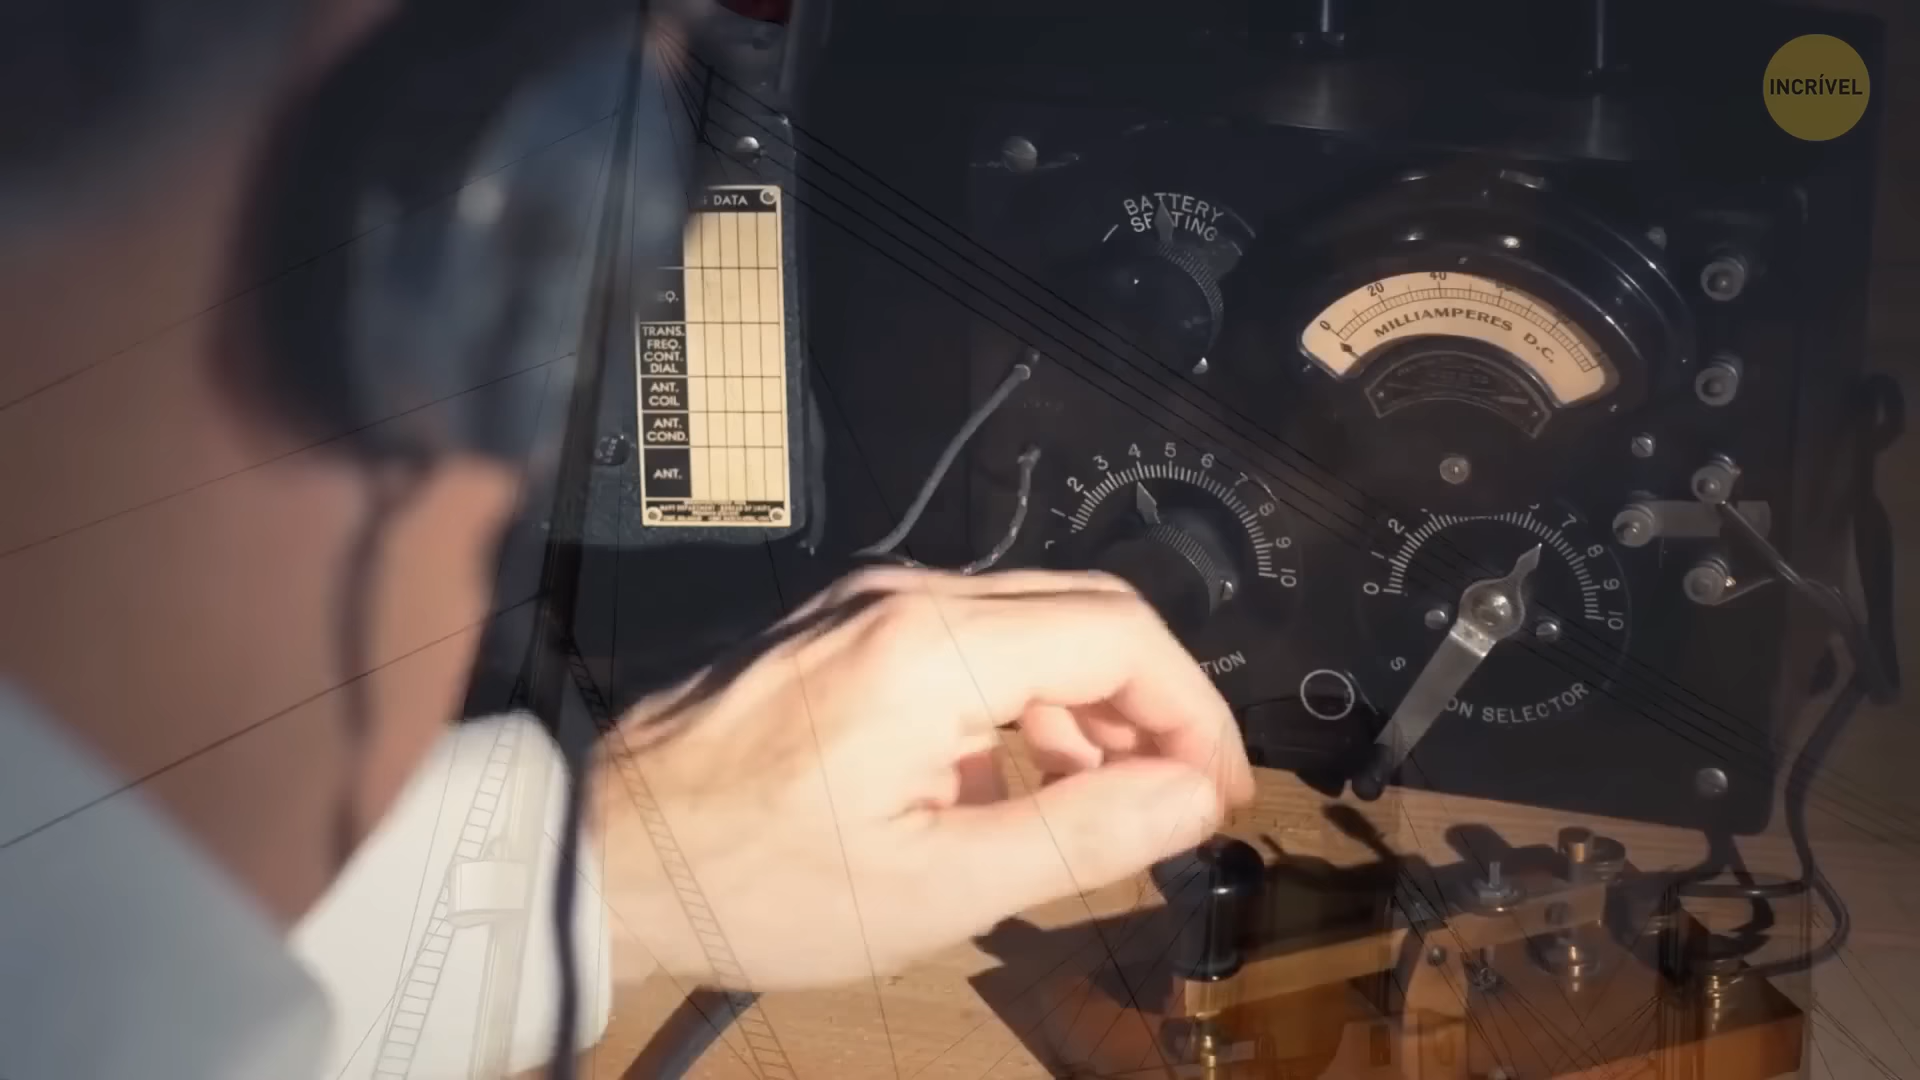 INCRÍVEL
DATA
TRANS.
FREQ.
CONT.
DIAL
ANT.
COIL
ANT.
COND.
ANT.
BATTERY
SETTING
0 20 40
MILLIAMPERES D.C.
1 2 3 4 5 6 7 8 9 10
0 1 2 7 8 9 10
S
ON SELECTOR